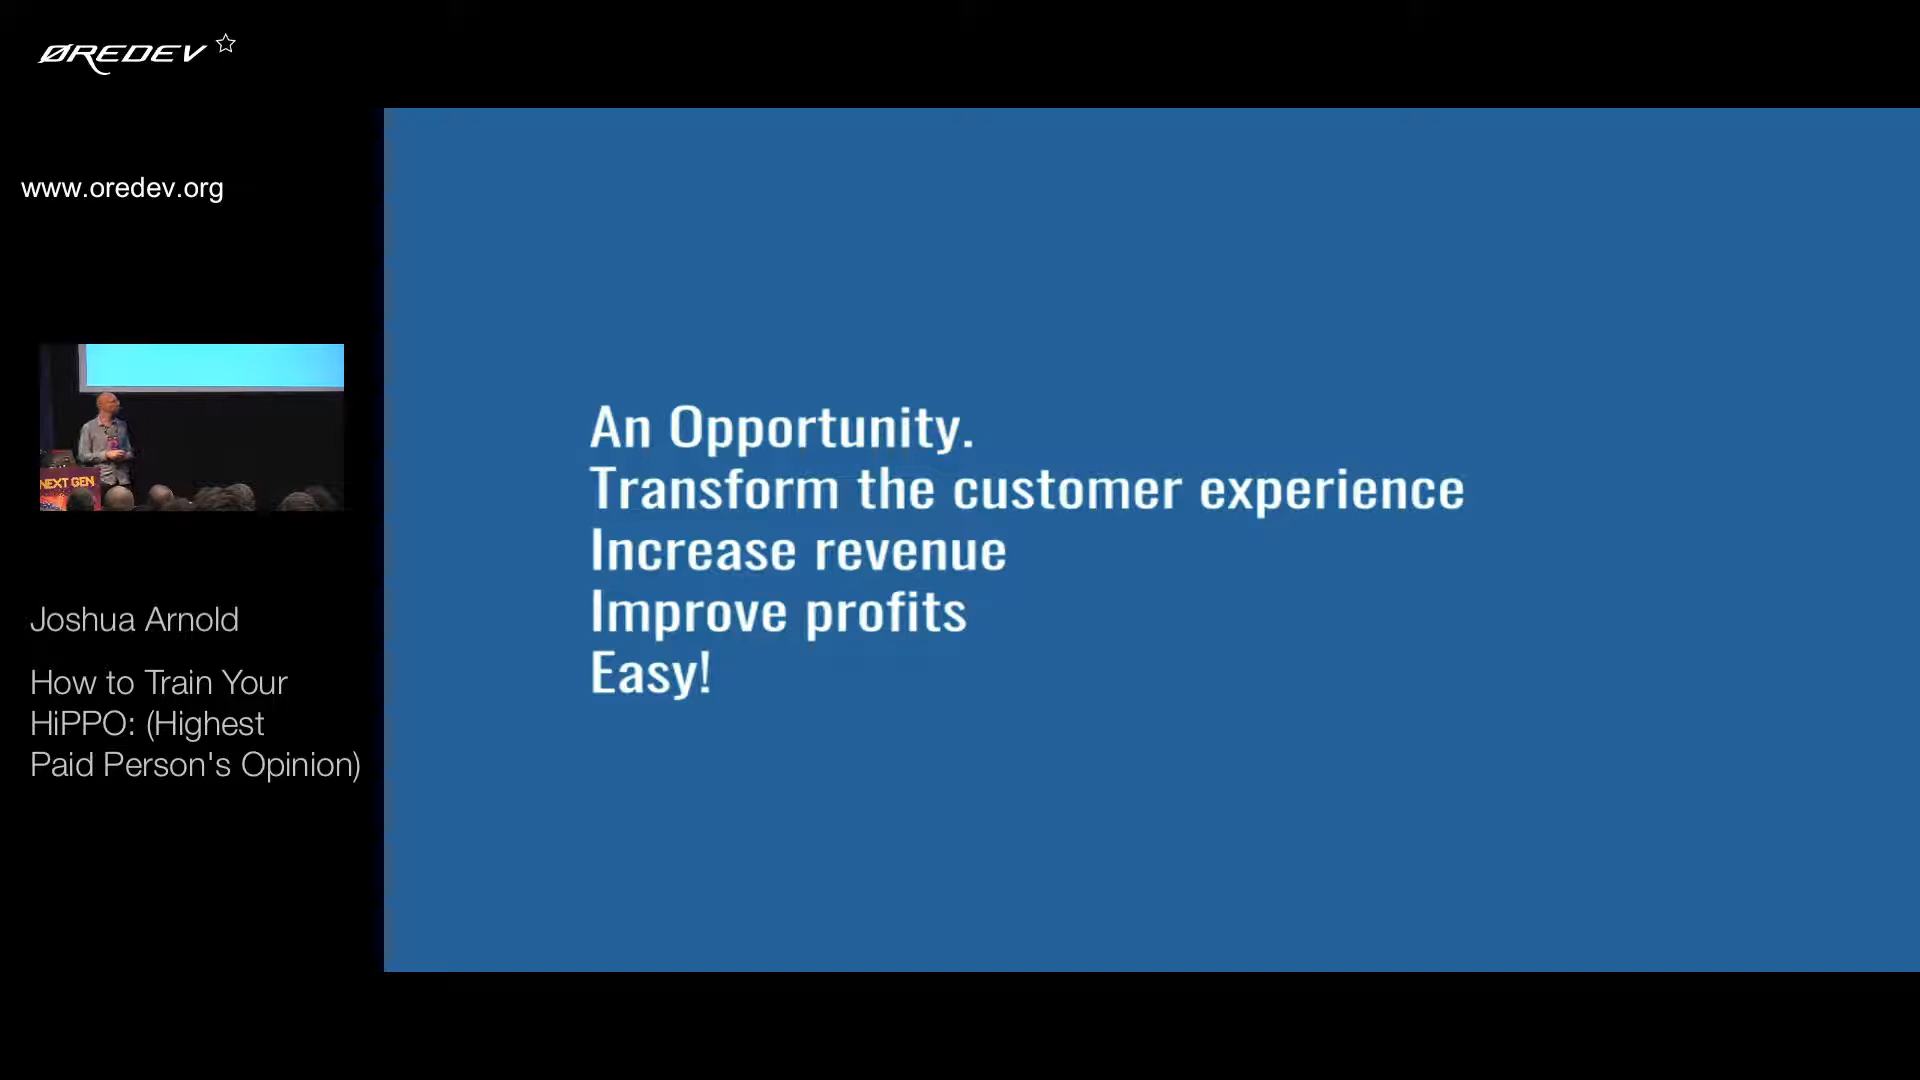 ØREDEV
www.oredev.org
NEXT GEN
Joshua Arnold
How to Train Your
HiPPO: (Highest
Paid Person's Opinion)
An Opportunity.
Transform the customer experience
Increase revenue
Improve profits
Easy!